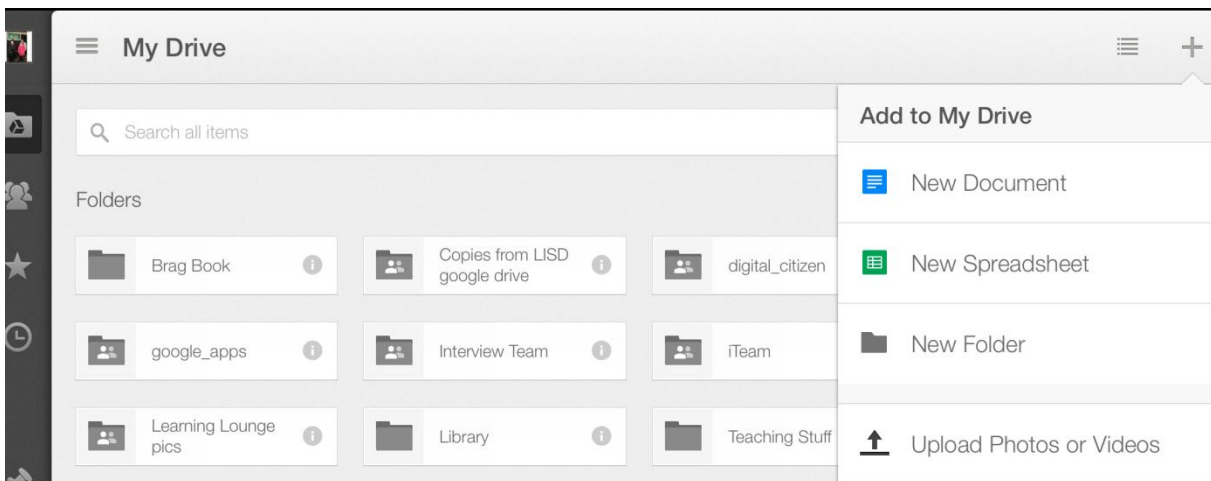 My Drive
Search all items
Folders
Brag Book
Copies from LISD
google drive
digital_citizen
google_apps
Interview Team
iTeam
Learning Lounge
pics
Library
Teaching Stuff
Add to My Drive
New Document
New Spreadsheet
New Folder
Upload Photos or Videos